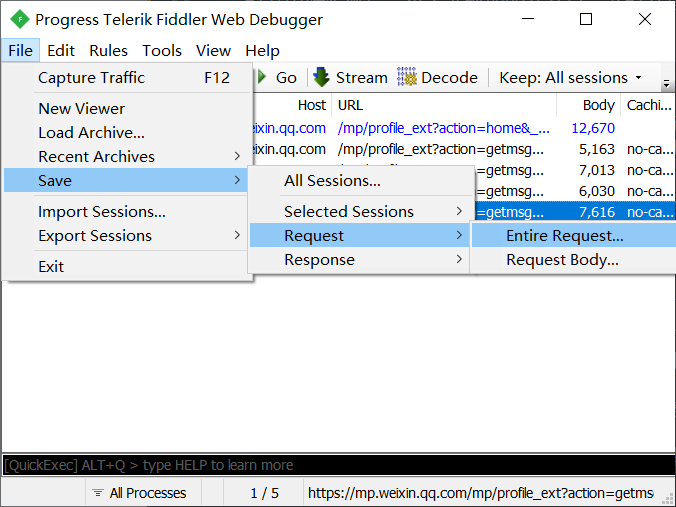 Progress Telerik Fiddler Web Debugger
File Edit Rules Tools View Help
Capture Traffic F12 Go Stream Decode Keep: All sessions
Host URL Body Cachi...
New Viewer
eixin.qq.com /mp/profile_ext?action=home&_... 12,670
Load Archive...
eixin.qq.com /mp/profile_ext?action=getmsg... 5,163 no-ca...
Recent Archives
=getmsg... 7,013 no-ca...
Save All Sessions...
=getmsg... 6,030 no-ca...
Import Sessions... Selected Sessions =getmsg... 7,616 no-ca...
Export Sessions Request Entire Request...
Exit Response Request Body...
[QuickExec] ALT+Q > type HELP to learn more
All Processes 1 / 5 https://mp.weixin.qq.com/mp/profile_ext?action=getms